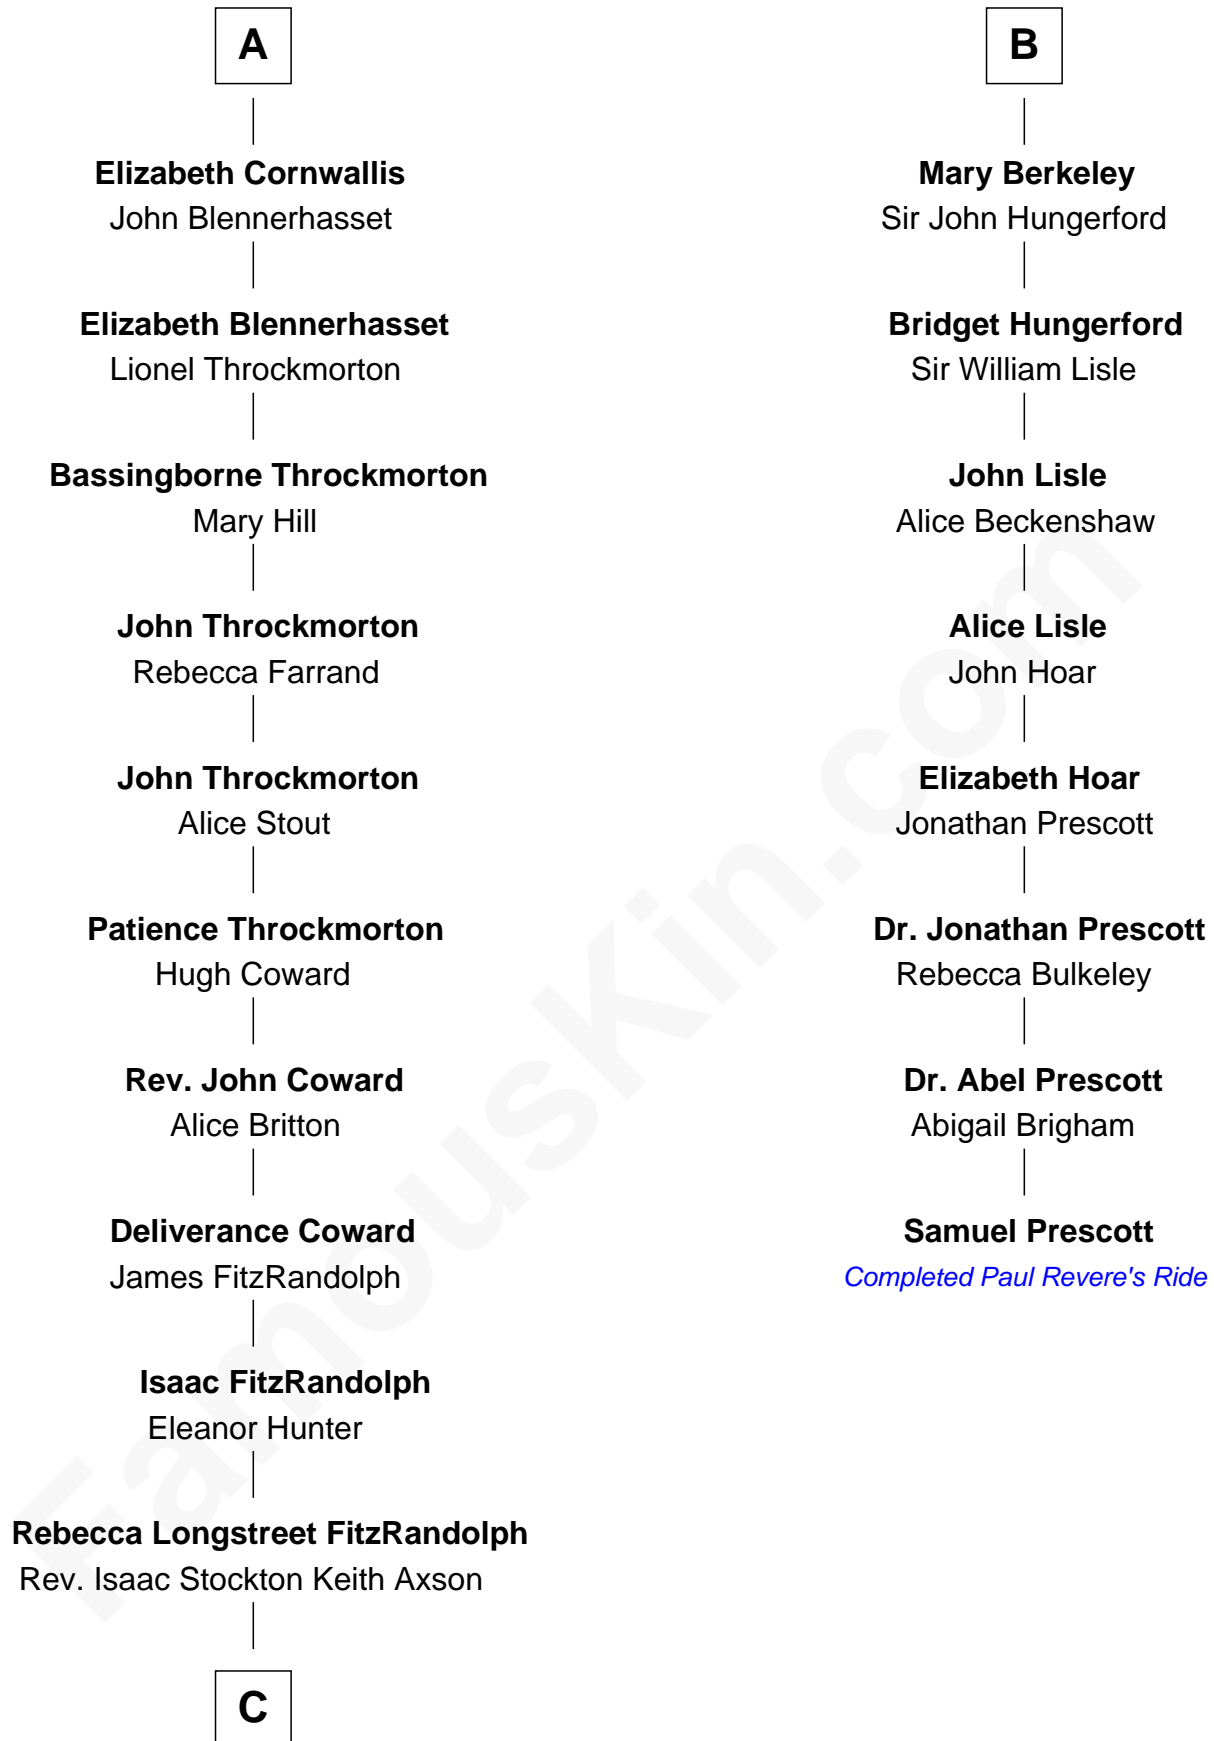 A
Elizabeth Cornwallis
John Blennerhasset
Elizabeth Blennerhasset
Lionel Throckmorton
Bassingborne Throckmorton
Mary Hill
John Throckmorton
Rebecca Farrand
John Throckmorton
Alice Stout
Patience Throckmorton
Hugh Coward
Rev. John Coward
Alice Britton
Deliverance Coward
James FitzRandolph
Isaac FitzRandolph
Eleanor Hunter
Rebecca Longstreet FitzRandolph
Rev. Isaac Stockton Keith Axson
C
B
Mary Berkeley
Sir John Hungerford
Bridget Hungerford
Sir William Lisle
John Lisle
Alice Beckenshaw
Alice Lisle
John Hoar
Elizabeth Hoar
Jonathan Prescott
Dr. Jonathan Prescott
Rebecca Bulkeley
Dr. Abel Prescott
Abigail Brigham
Samuel Prescott
Completed Paul Revere's Ride
FamousKin.com